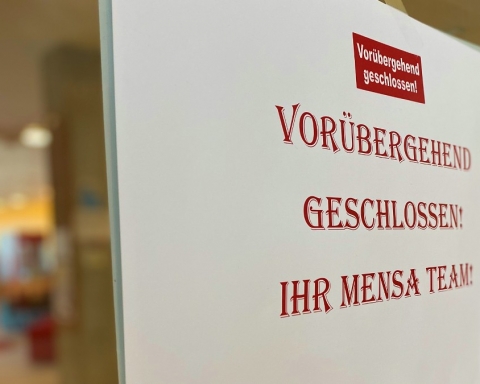 Vorübergehend
geschlossen!
VORÜBERGEHEND
GESCHLOSSEN!
IHR MENSA TEAM!